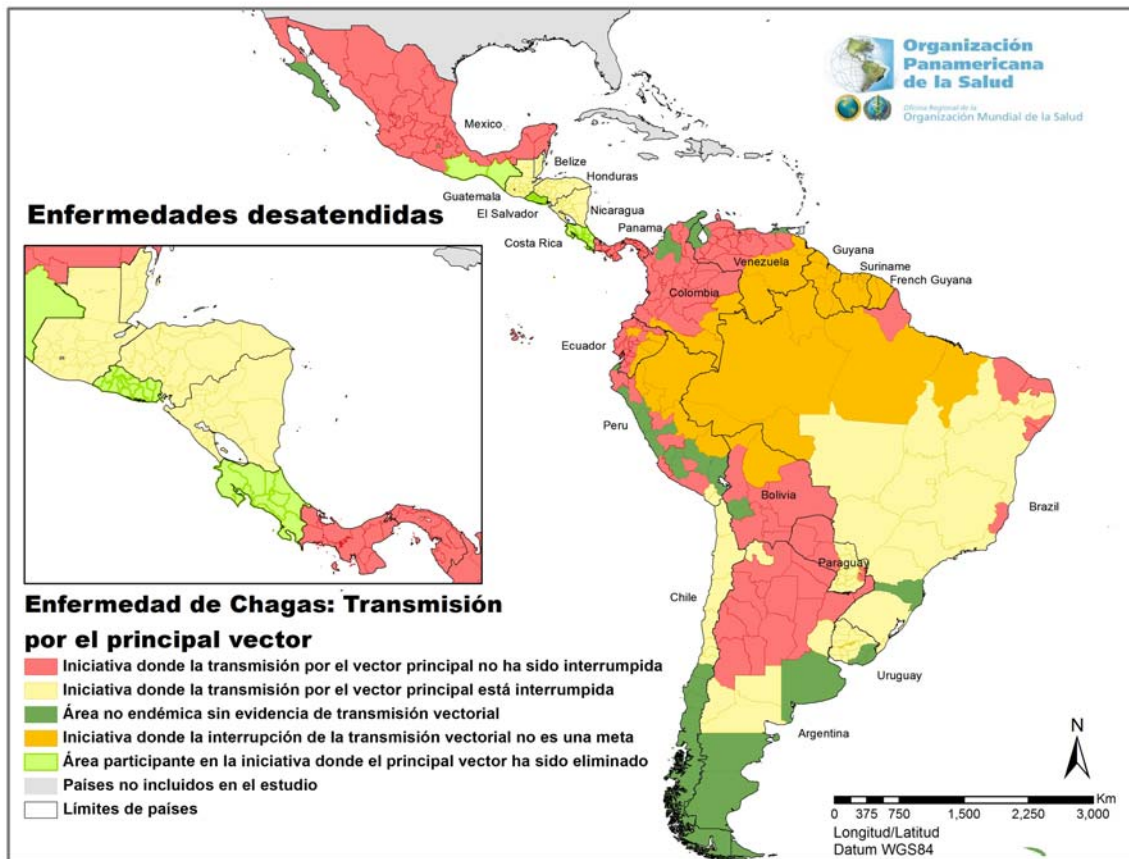 Organización
Panamericana
de la Salud
Oficina Regional de la
Organización Mundial de la Salud
Mexico
Belize
Honduras
Guatemala
El Salvador
Nicaragua
Costa Rica
Panama
Venezuela
Guyana
Suriname
French Guyana
Colombia
Ecuador
Peru
Bolivia
Brazil
Paraguay
Chile
Uruguay
Argentina
Enfermedades desatendidas
Enfermedad de Chagas: Transmisión
por el principal vector
Iniciativa donde la transmisión por el vector principal no ha sido interrumpida
Iniciativa donde la transmisión por el vector principal está interrumpida
Área no endémica sin evidencia de transmisión vectorial
Iniciativa donde la interrupción de la transmisión vectorial no es una meta
Área participante en la iniciativa donde el principal vector ha sido eliminado
Países no incluidos en el estudio
Límites de países
N
Km
0 375 750 1,500 2,250 3,000
Longitud/Latitud
Datum WGS84